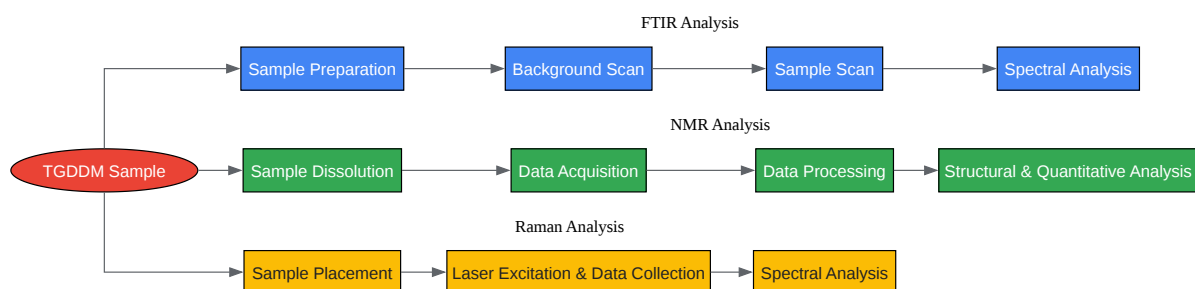 FTIR Analysis
Sample Preparation
Background Scan
Sample Scan
Spectral Analysis
NMR Analysis
TGDDM Sample
Sample Dissolution
Data Acquisition
Data Processing
Structural & Quantitative Analysis
Raman Analysis
Sample Placement
Laser Excitation & Data Collection
Spectral Analysis